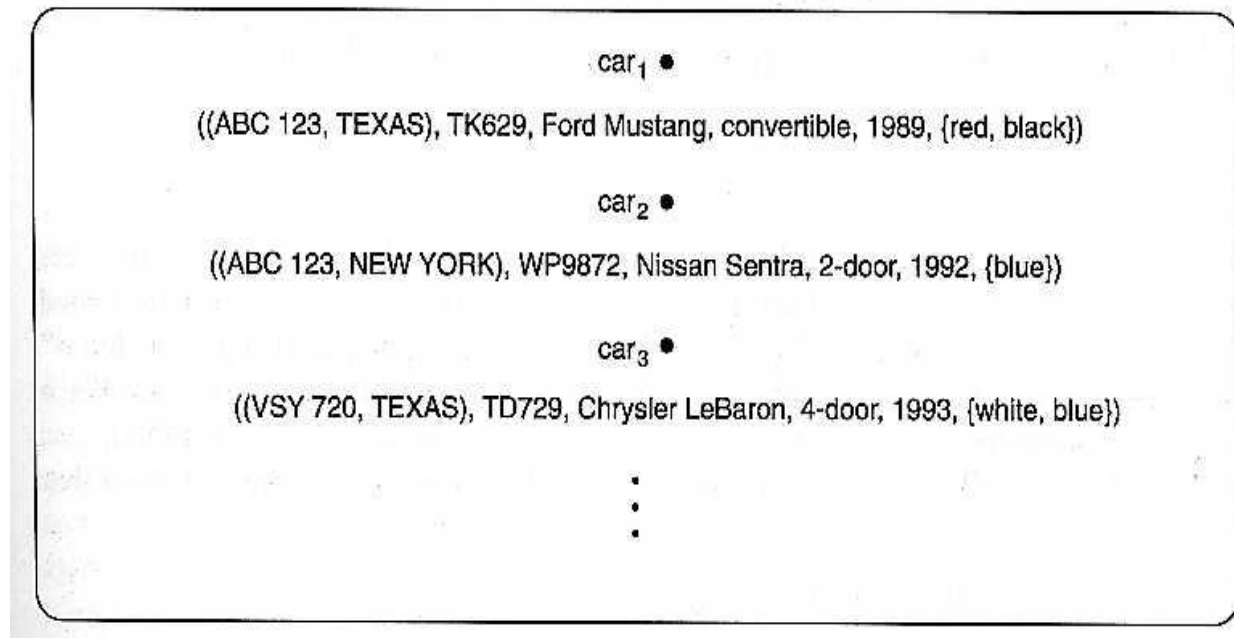 car₁ ●
((ABC 123, TEXAS), TK629, Ford Mustang, convertible, 1989, {red, black})
car₂ ●
((ABC 123, NEW YORK), WP9872, Nissan Sentra, 2-door, 1992, {blue})
car₃ ●
((VSY 720, TEXAS), TD729, Chrysler LeBaron, 4-door, 1993, {white, blue})